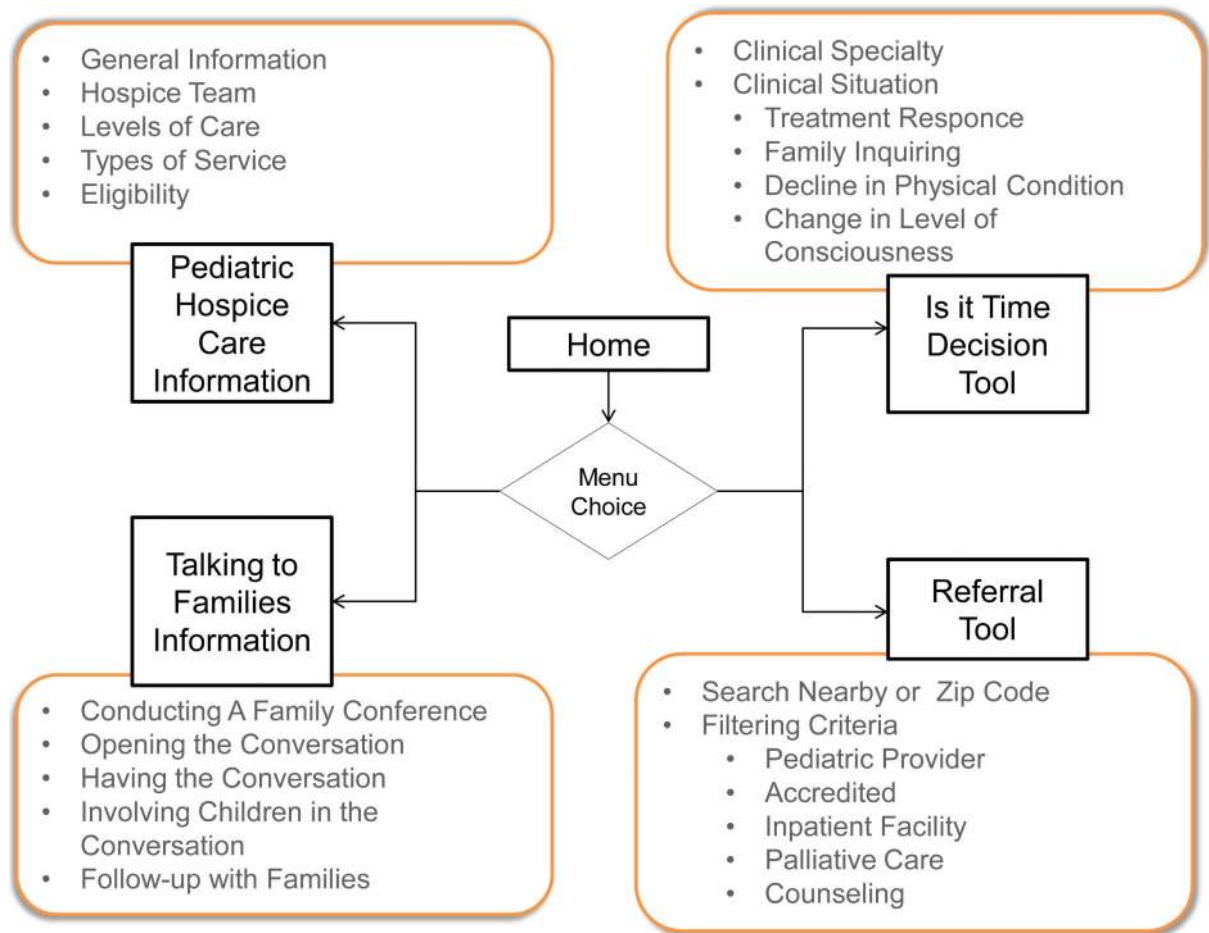 • General Information
• Hospice Team
• Levels of Care
• Types of Service
• Eligibility
Pediatric
Hospice
Care
Information
• Clinical Specialty
• Clinical Situation
• Treatment Responce
• Family Inquiring
• Decline in Physical Condition
• Change in Level of
Consciousness
Is it Time
Decision
Tool
Home
Menu
Choice
Talking to
Families
Information
• Conducting A Family Conference
• Opening the Conversation
• Having the Conversation
• Involving Children in the
Conversation
• Follow-up with Families
Referral
Tool
• Search Nearby or Zip Code
• Filtering Criteria
• Pediatric Provider
• Accredited
• Inpatient Facility
• Palliative Care
• Counseling